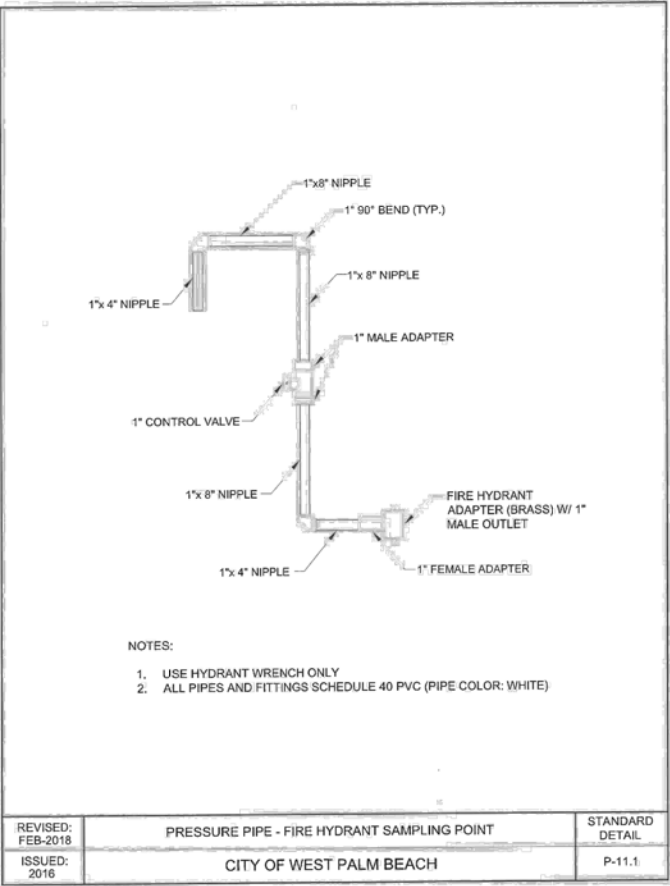 1"x8" NIPPLE
1" 90° BEND (TYP.)
1"x 8" NIPPLE
1"x 4" NIPPLE
1" MALE ADAPTER
1" CONTROL VALVE
1"x 8" NIPPLE
FIRE HYDRANT
ADAPTER (BRASS) W/ 1"
MALE OUTLET
1"x 4" NIPPLE
1" FEMALE ADAPTER
NOTES:
1. USE HYDRANT WRENCH ONLY
2. ALL PIPES AND FITTINGS SCHEDULE 40 PVC (PIPE COLOR: WHITE)
REVISED:
FEB-2018
PRESSURE PIPE - FIRE HYDRANT SAMPLING POINT
STANDARD
DETAIL
ISSUED:
2016
CITY OF WEST PALM BEACH
P-11.1